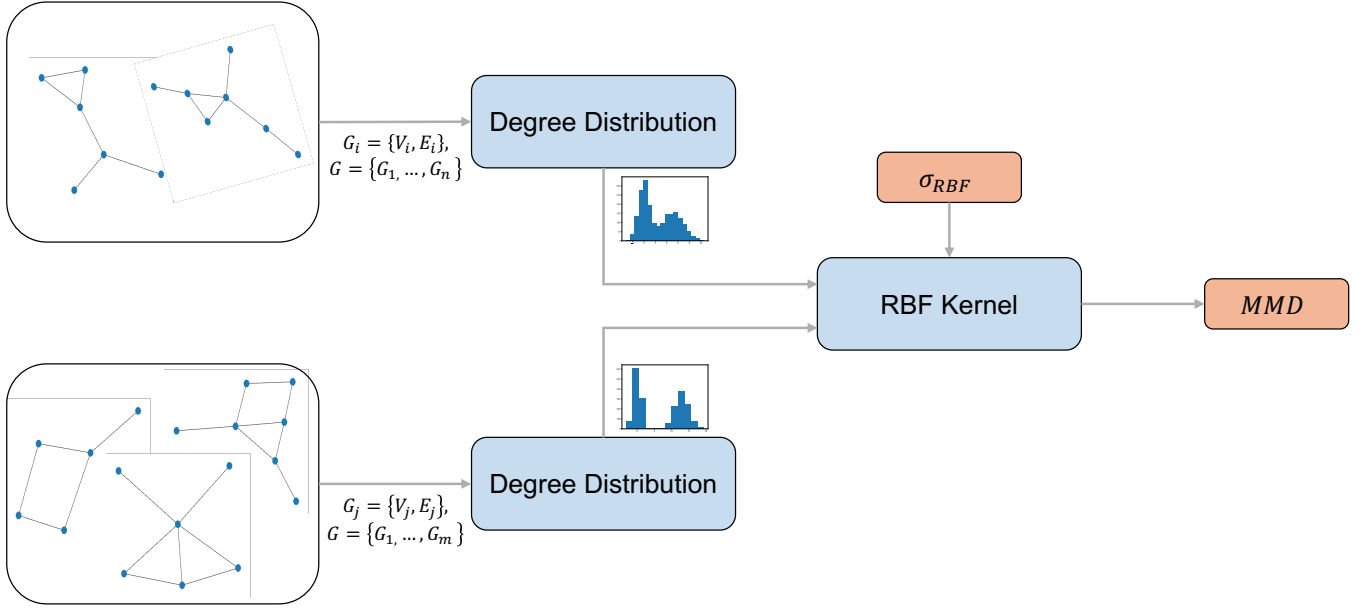 Degree Distribution
G_i = {V_i, E_i},
G = {G_1, ..., G_n}
σ_RBF
RBF Kernel
MMD
Degree Distribution
G_j = {V_j, E_j},
G = {G_1, ..., G_m}